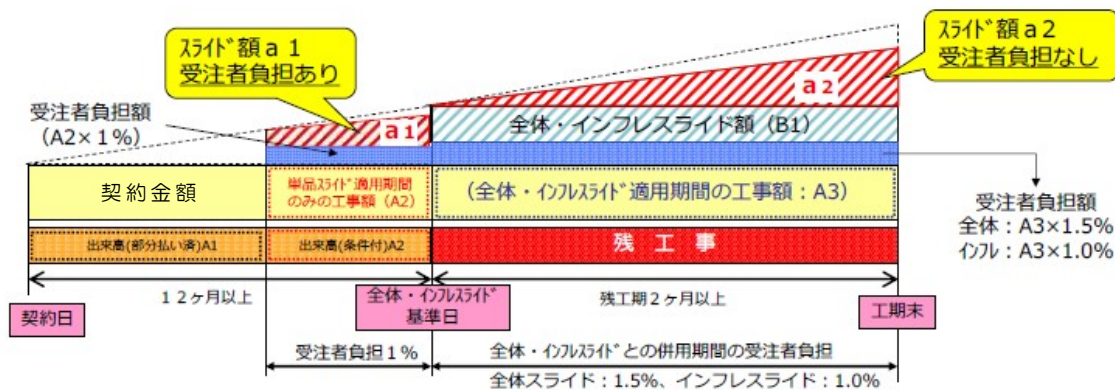 ｽﾗｲﾄﾞ額ａ１
受注者負担あり
ｽﾗｲﾄﾞ額ａ２
受注者負担なし
受注者負担額
（A2×１％）
a1
a2
全体・インフレスライド額（B1）
契約金額
単品ｽﾗｲﾄﾞ適用期間
のみの工事額（A2）
（全体・ｲﾝﾌﾚｽﾗｲﾄﾞ適用期間の工事額：A3）
出来高(部分払い済)A1
出来高(条件付)A2
残 工 事
受注者負担額
全体：A3×1.5%
ｲﾝﾌﾚ：A3×1.0%
１２ヶ月以上
残工期２ヶ月以上
契約日
全体・ｲﾝﾌﾚｽﾗｲﾄﾞ
基準日
工期末
受注者負担１％
全体・ｲﾝﾌﾚｽﾗｲﾄﾞとの併用期間の受注者負担
全体スライド：1.5%、インフレスライド：1.0%